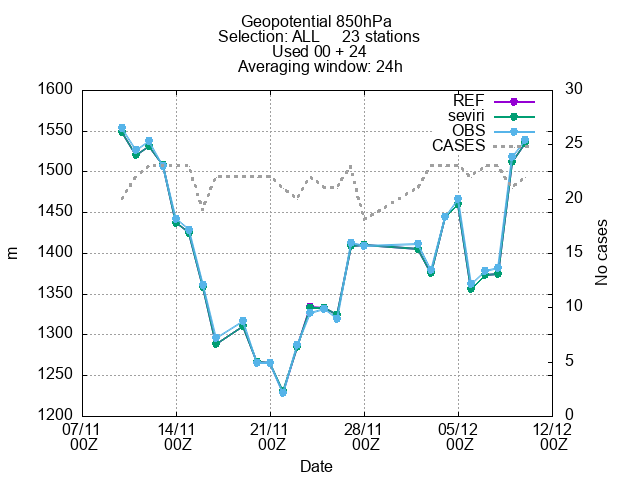 Geopotential 850hPa
Selection: ALL     23 stations
Used 00 + 24
Averaging window: 24h
1600
1550
1500
1450
1400
1350
1300
1250
1200
m
30
25
20
15
10
5
0
No cases
REF
seviri
OBS
CASES
07/11 14/11 21/11 28/11 05/12 12/12
00Z 00Z 00Z 00Z 00Z 00Z
Date